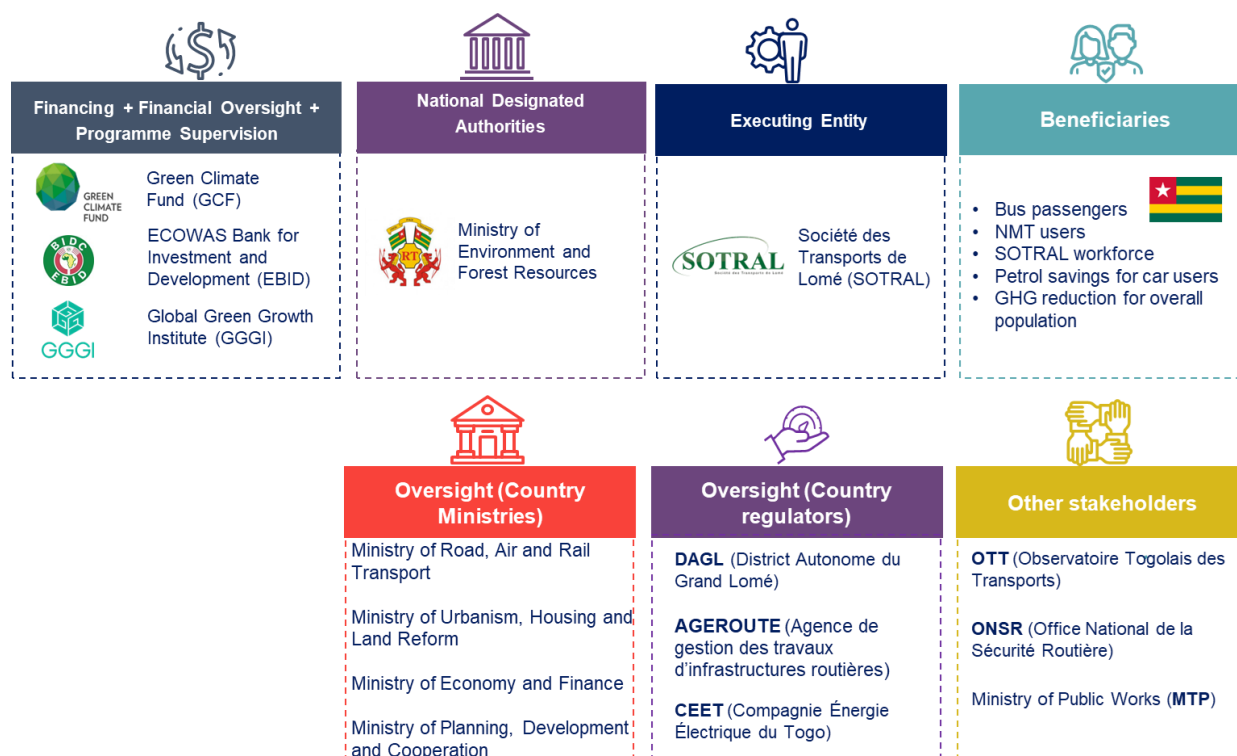 Financing + Financial Oversight +
Programme Supervision
GREEN
CLIMATE
FUND
Green Climate
Fund (GCF)
BIDC
EBID
ECOWAS Bank for
Investment and
Development (EBID)
GGGI
Global Green Growth
Institute (GGGI)
National Designated
Authorities
RT
Ministry of
Environment and
Forest Resources
Executing Entity
SOTRAL
Société des Transports de Lomé
Société des
Transports de
Lomé (SOTRAL)
Beneficiaries
• Bus passengers
• NMT users
• SOTRAL workforce
• Petrol savings for car users
• GHG reduction for overall
population
Oversight (Country
Ministries)
Ministry of Road, Air and Rail
Transport
Ministry of Urbanism, Housing and
Land Reform
Ministry of Economy and Finance
Ministry of Planning, Development
and Cooperation
Oversight (Country
regulators)
DAGL (District Autonome du
Grand Lomé)
AGEROUTE (Agence de
gestion des travaux
d'infrastructures routières)
CEET (Compagnie Énergie
Électrique du Togo)
Other stakeholders
OTT (Observatoire Togolais des
Transports)
ONSR (Office National de la
Sécurité Routière)
Ministry of Public Works (MTP)